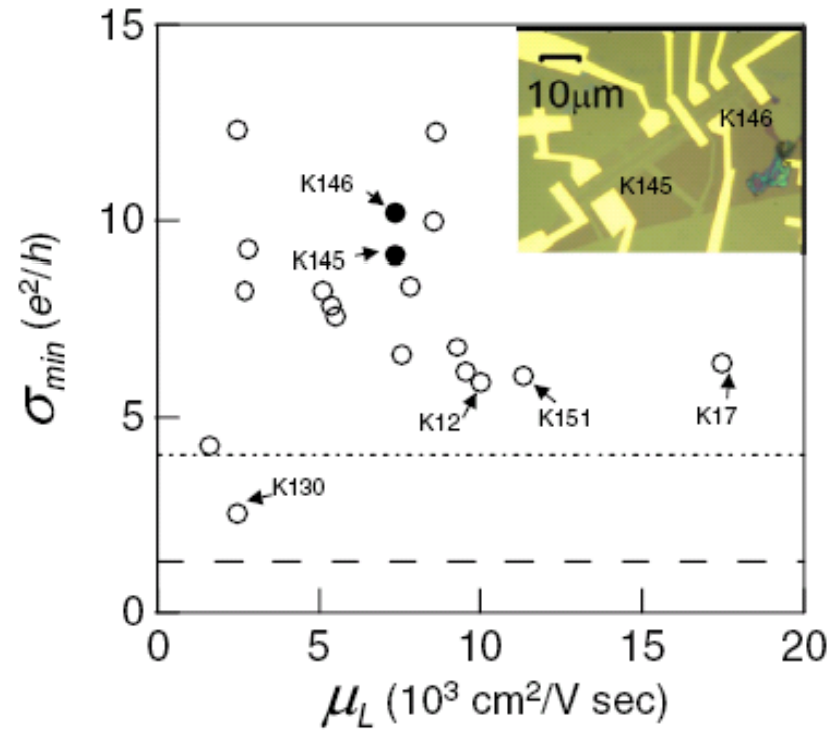 15
10
5
0
σmin (e²/h)
10μm
K146
K145
K146
K145
K12
K151
K17
K130
0 5 10 15 20
μL (10³ cm²/V sec)